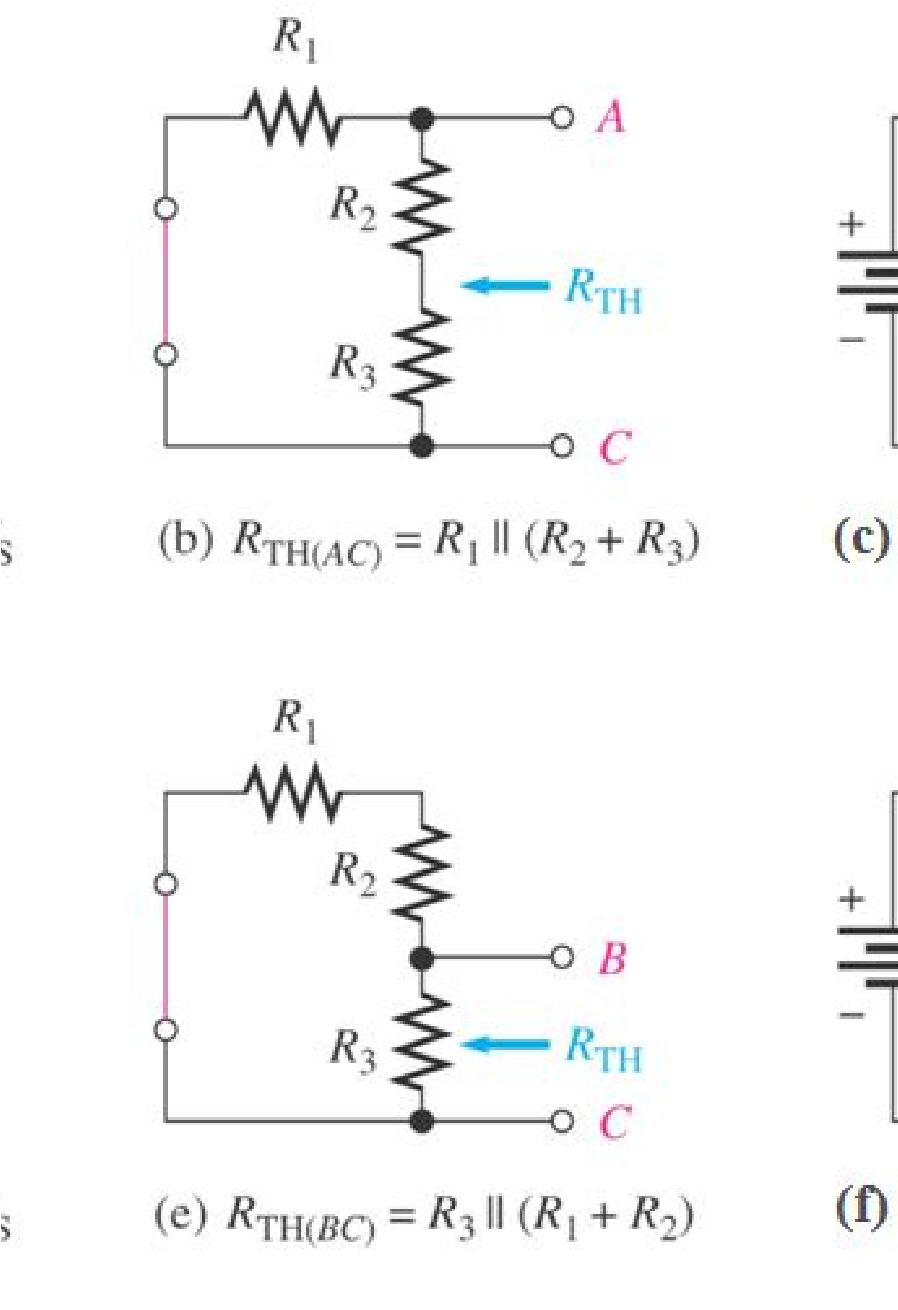 R1
A
R2
+
RTH
R3
−
C
(b) RTH(AC) = R1 || (R2 + R3)
(c)
S
R1
R2
+
B
R3
RTH
−
C
(e) RTH(BC) = R3 || (R1 + R2)
(f)
S